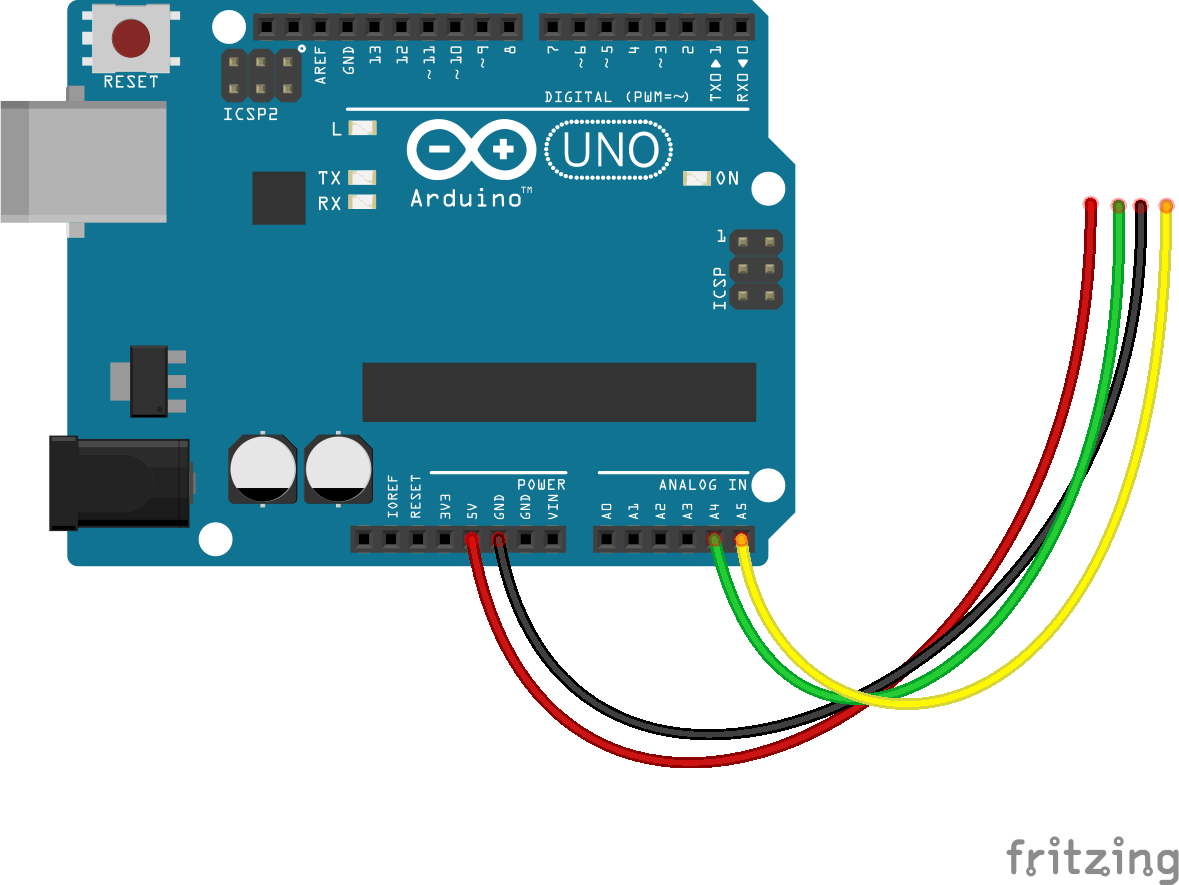 RESET
ICSP2
AREF
GND
13
12
~11
~10
~9
8
7
~6
~5
4
~3
2
TX0▶1
RX0◀0
DIGITAL (PWM=~)
L
TX
RX
UNO
Arduino™
ON
1
ICSP
IOREF
RESET
3V3
5V
GND
GND
VIN
POWER
A0
A1
A2
A3
A4
A5
ANALOG IN
fritzing